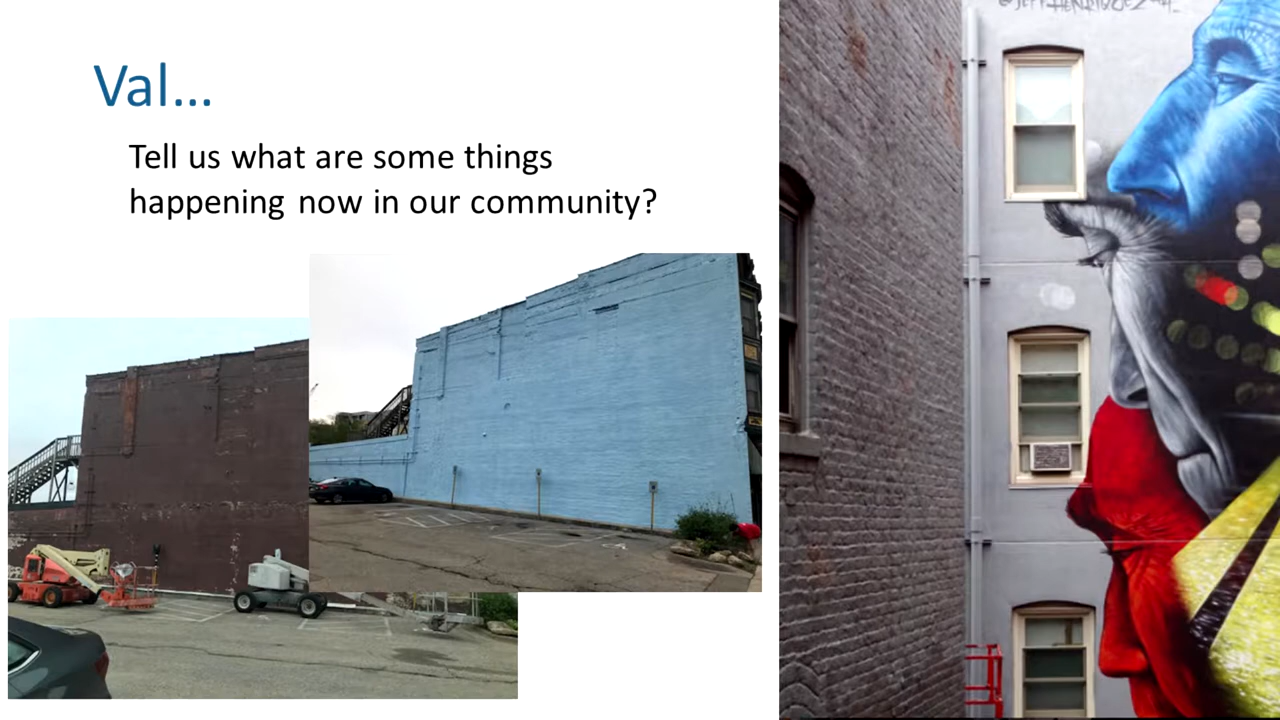 Val...
Tell us what are some things
happening now in our community?